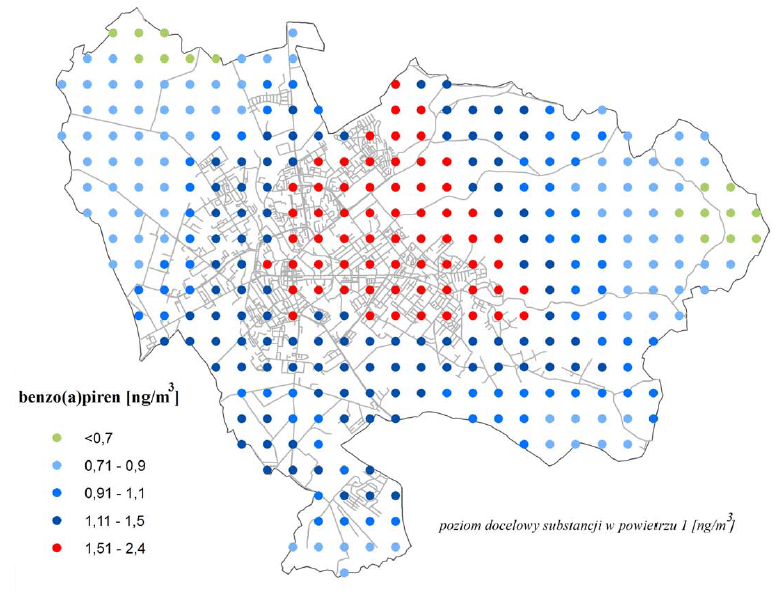 benzo(a)piren [ng/m³]
<0,7
0,71 - 0,9
0,91 - 1,1
1,11 - 1,5
1,51 - 2,4
poziom docelowy substancji w powietrzu 1 [ng/m³]